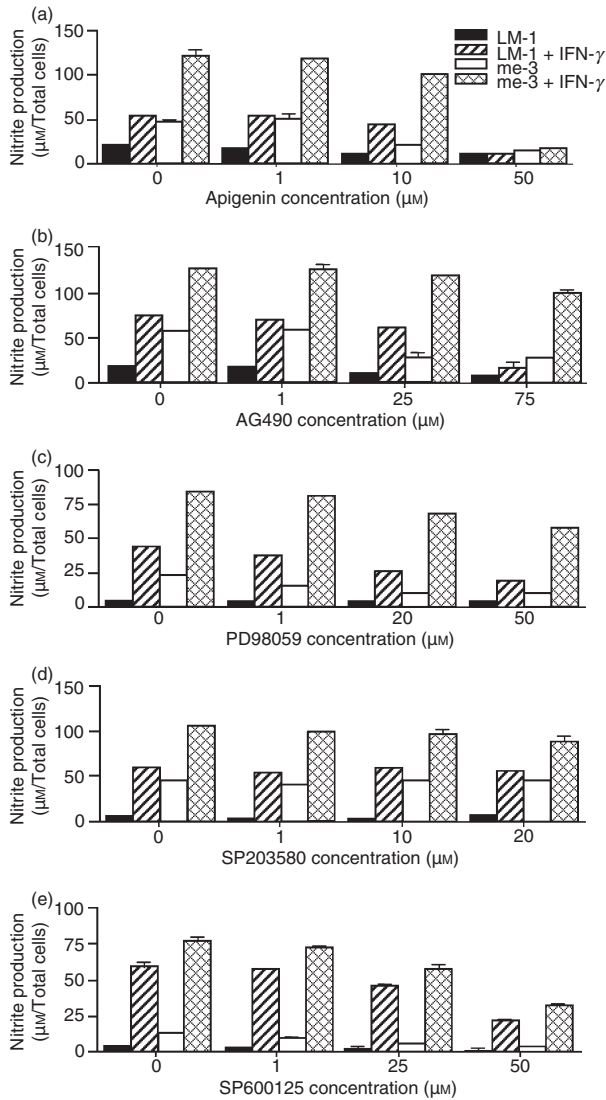 (a)
LM-1
LM-1 + IFN-γ
me-3
me-3 + IFN-γ
Nitrite production
(μM/Total cells)
150
100
50
0
0 1 10 50
Apigenin concentration (μM)
(b)
Nitrite production
(μM/Total cells)
150
100
50
0
0 1 25 75
AG490 concentration (μM)
(c)
Nitrite production
(μM/Total cells)
100
75
50
25
0
0 1 20 50
PD98059 concentration (μM)
(d)
Nitrite production
(μM/Total cells)
150
100
50
0
0 1 10 20
SP203580 concentration (μM)
(e)
Nitrite production
(μM/Total cells)
100
75
50
25
0
0 1 25 50
SP600125 concentration (μM)